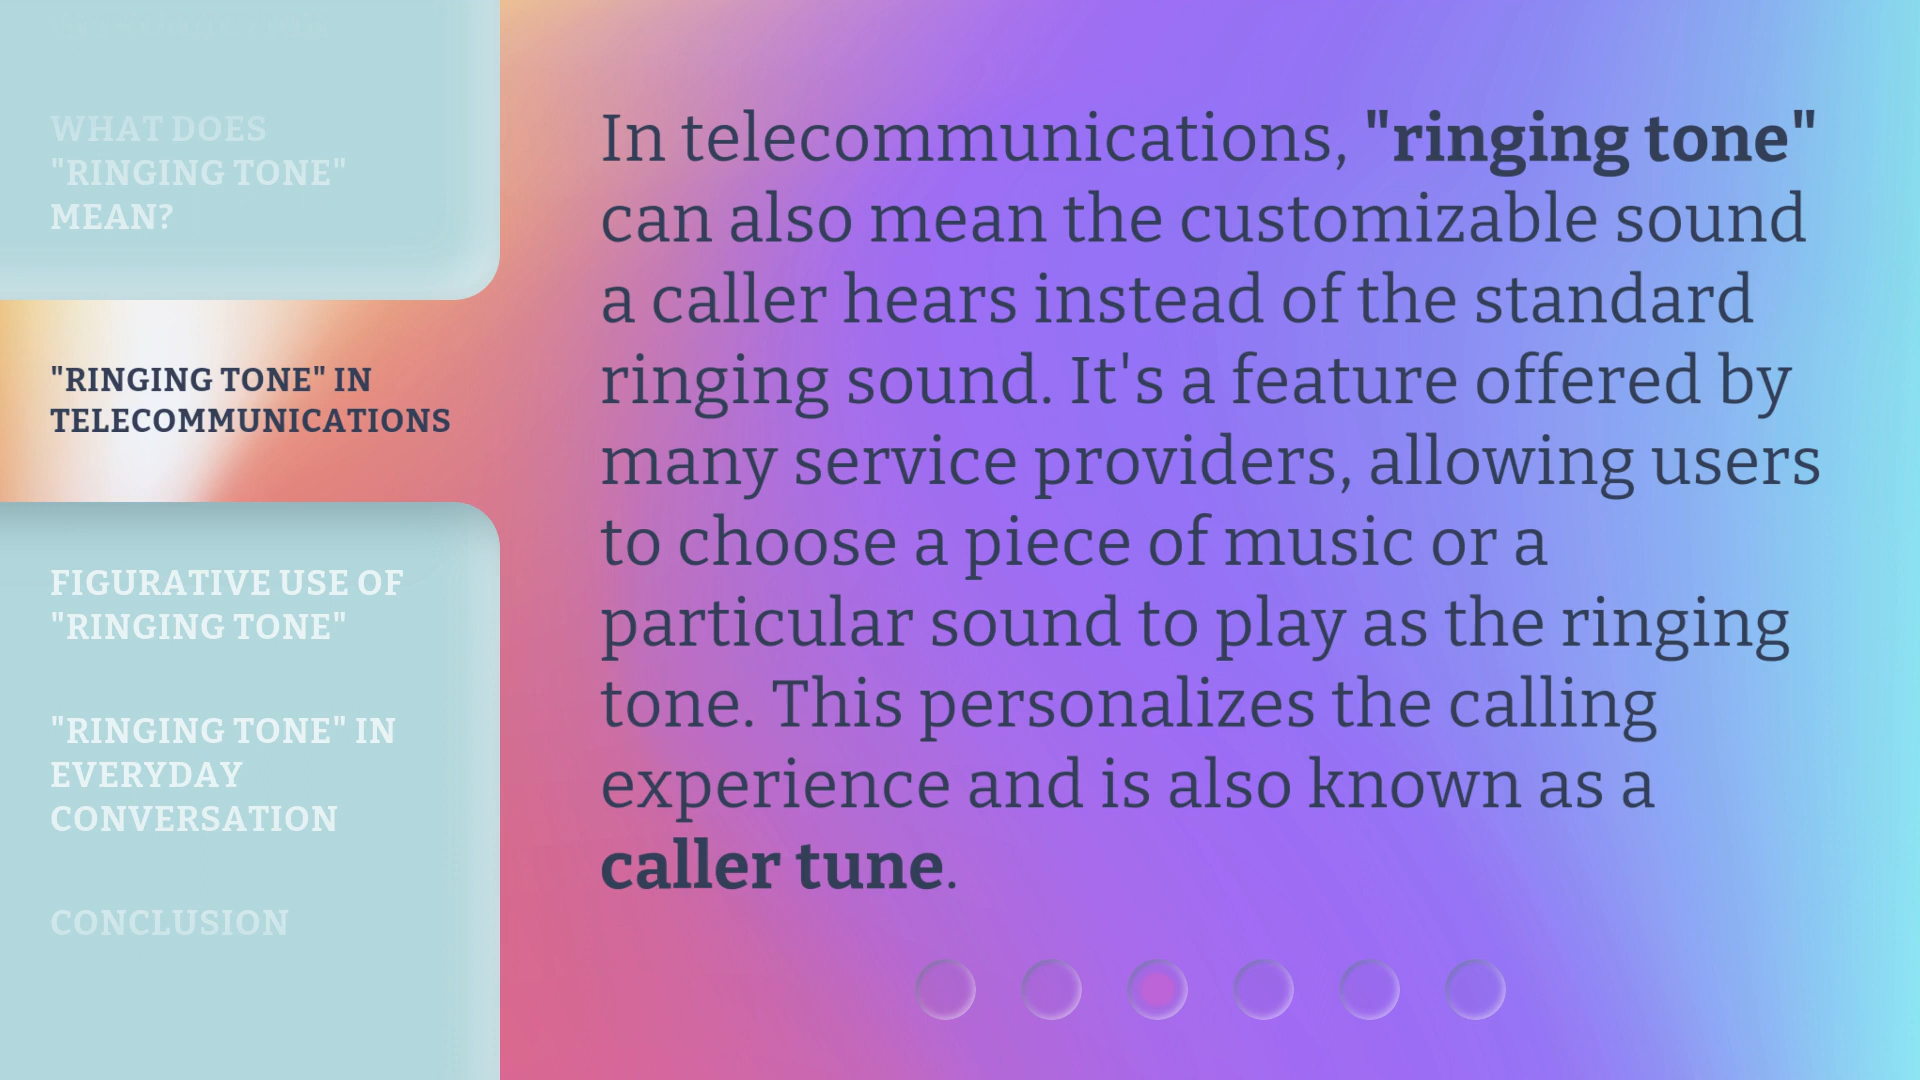 WHAT DOES
"RINGING TONE"
MEAN?
"RINGING TONE" IN
TELECOMMUNICATIONS
FIGURATIVE USE OF
"RINGING TONE"
"RINGING TONE" IN
EVERYDAY
CONVERSATION
CONCLUSION
In telecommunications, "ringing tone"
can also mean the customizable sound
a caller hears instead of the standard
ringing sound. It's a feature offered by
many service providers, allowing users
to choose a piece of music or a
particular sound to play as the ringing
tone. This personalizes the calling
experience and is also known as a
caller tune.